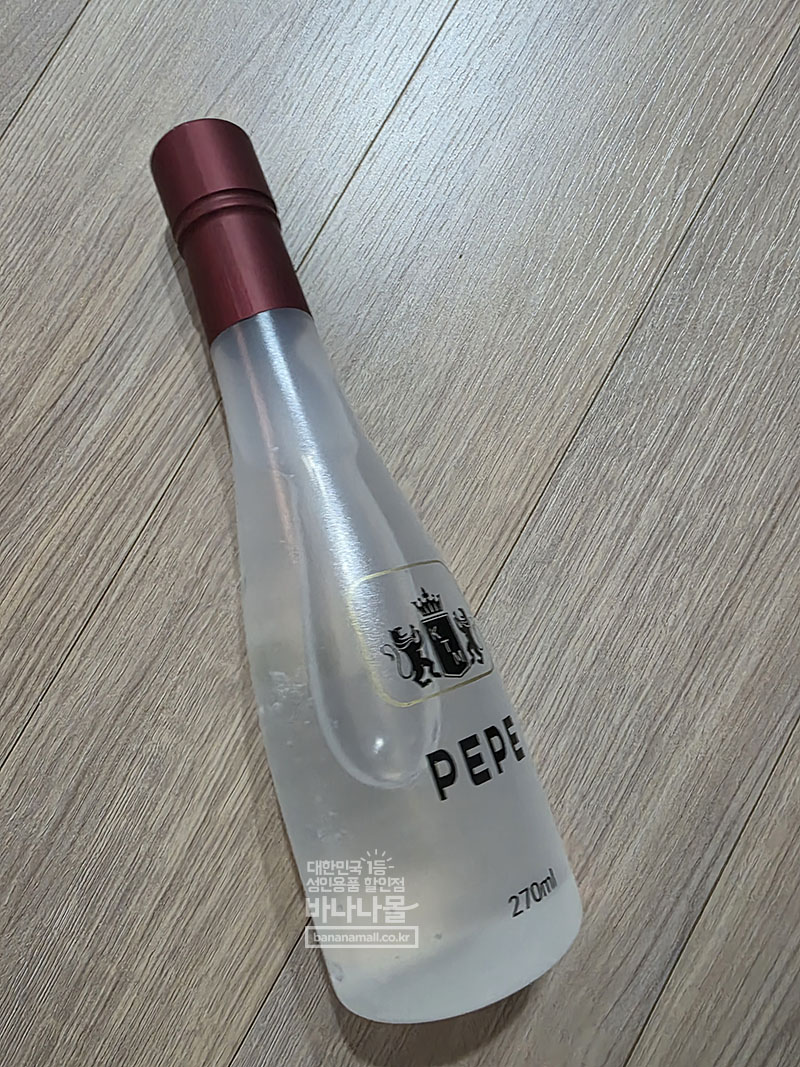 KIM
PEPE
270ml
대한민국 1등
성인용품 할인점
바나나몰
bananamall.co.kr